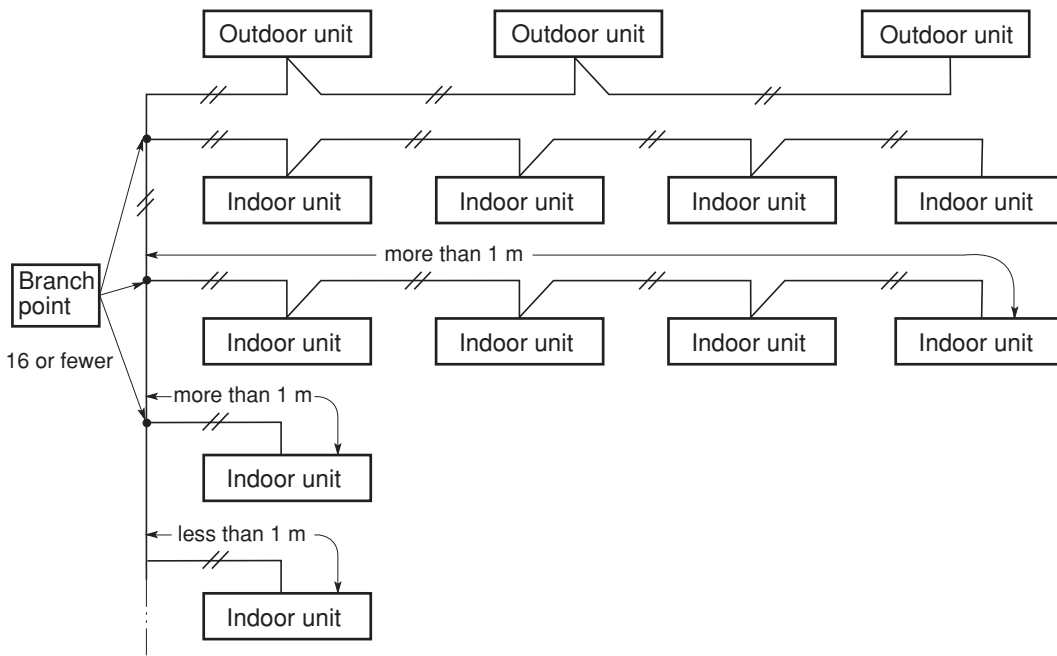 Outdoor unit Outdoor unit Outdoor unit
Indoor unit Indoor unit Indoor unit Indoor unit
more than 1 m
Branch
point
Indoor unit Indoor unit Indoor unit Indoor unit
16 or fewer
more than 1 m
Indoor unit
less than 1 m
Indoor unit